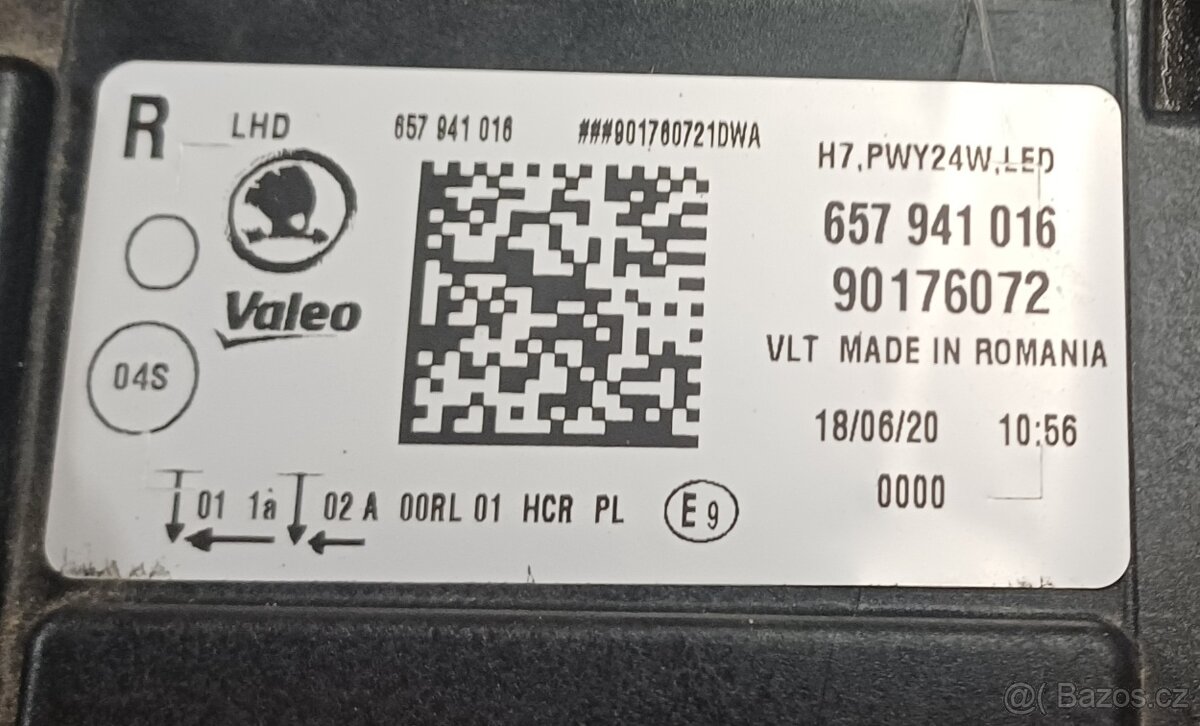 R LHD 657 941 016 ###901760721DWA
H7,PWY24W,LED
657 941 016
90176072
Valeo
VLT MADE IN ROMANIA
04S
18/06/20 10:56
0000
01 1a 02 A 00RL 01 HCR PL E9
@( Bazos.cz